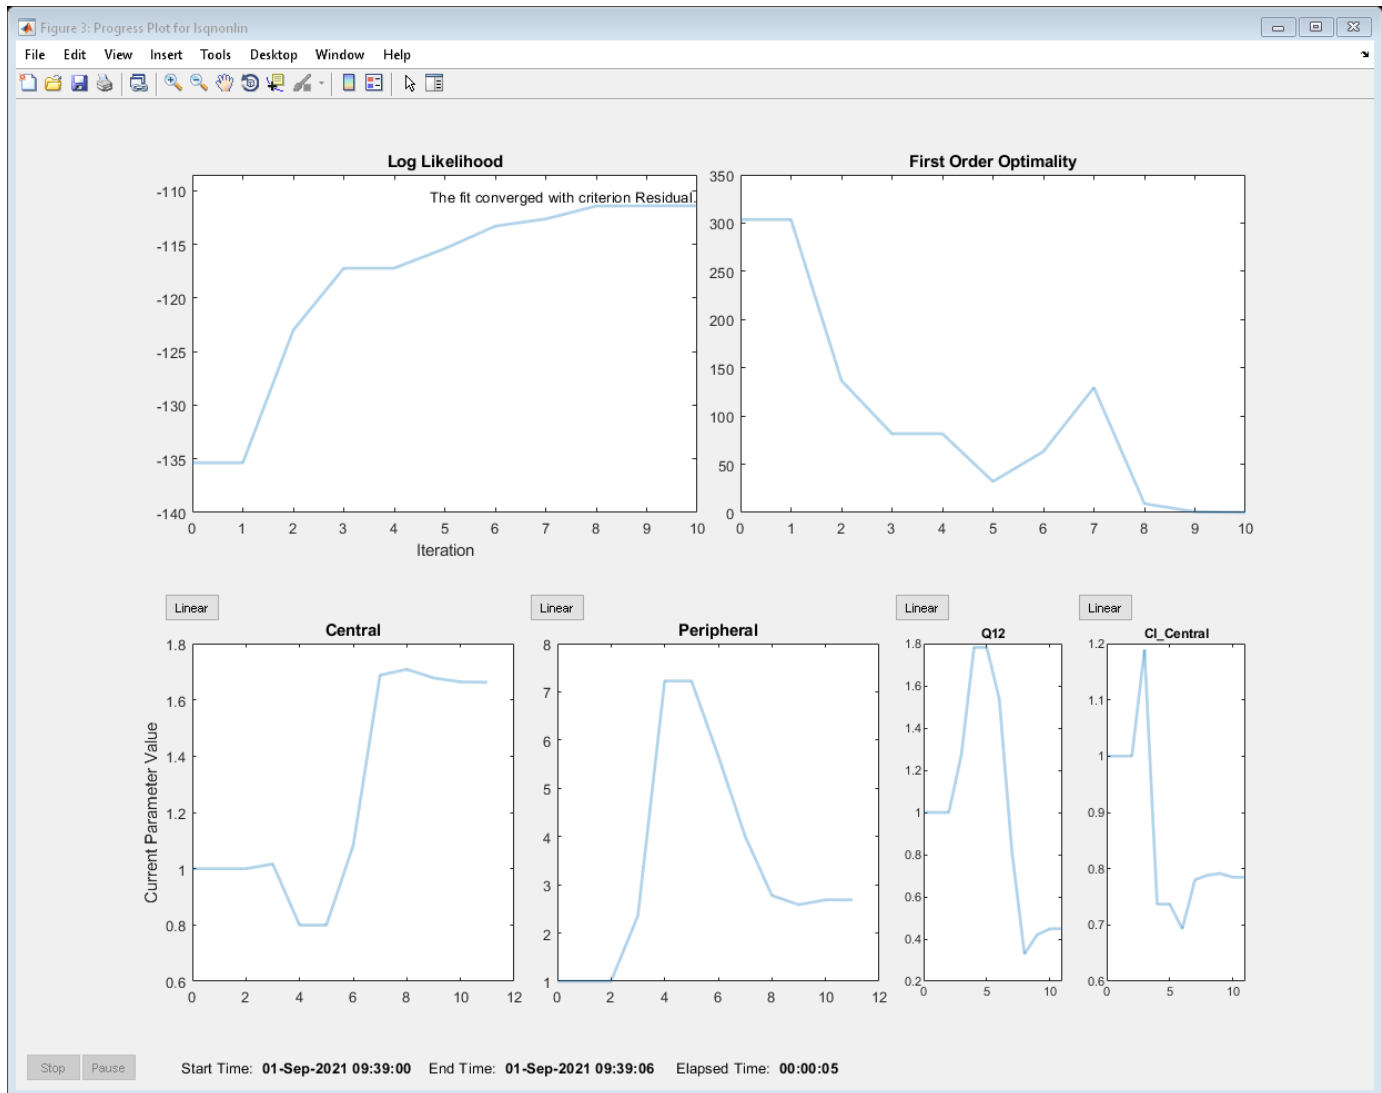 Figure 3: Progress Plot for lsqnonlin
File Edit View Insert Tools Desktop Window Help
Log Likelihood
The fit converged with criterion Residual.
-110
-115
-120
-125
-130
-135
-140
0 1 2 3 4 5 6 7 8 9 10
Iteration
First Order Optimality
350
300
250
200
150
100
50
0
0 1 2 3 4 5 6 7 8 9 10
Linear
Central
Current Parameter Value
1.8
1.6
1.4
1.2
1
0.8
0.6
0 2 4 6 8 10 12
Linear
Peripheral
8
7
6
5
4
3
2
1
0 2 4 6 8 10 12
Linear
Q12
1.8
1.6
1.4
1.2
1
0.8
0.6
0.4
0.2
0 5 10
Linear
Cl_Central
1.2
1.1
1
0.9
0.8
0.7
0.6
0 5 10
Stop Pause
Start Time: 01-Sep-2021 09:39:00 End Time: 01-Sep-2021 09:39:06 Elapsed Time: 00:00:05